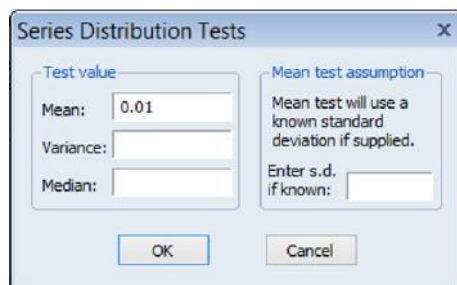 Series Distribution Tests
x
Test value
Mean: 0.01
Variance:
Median:
Mean test assumption
Mean test will use a
known standard
deviation if supplied.
Enter s.d.
if known:
OK
Cancel